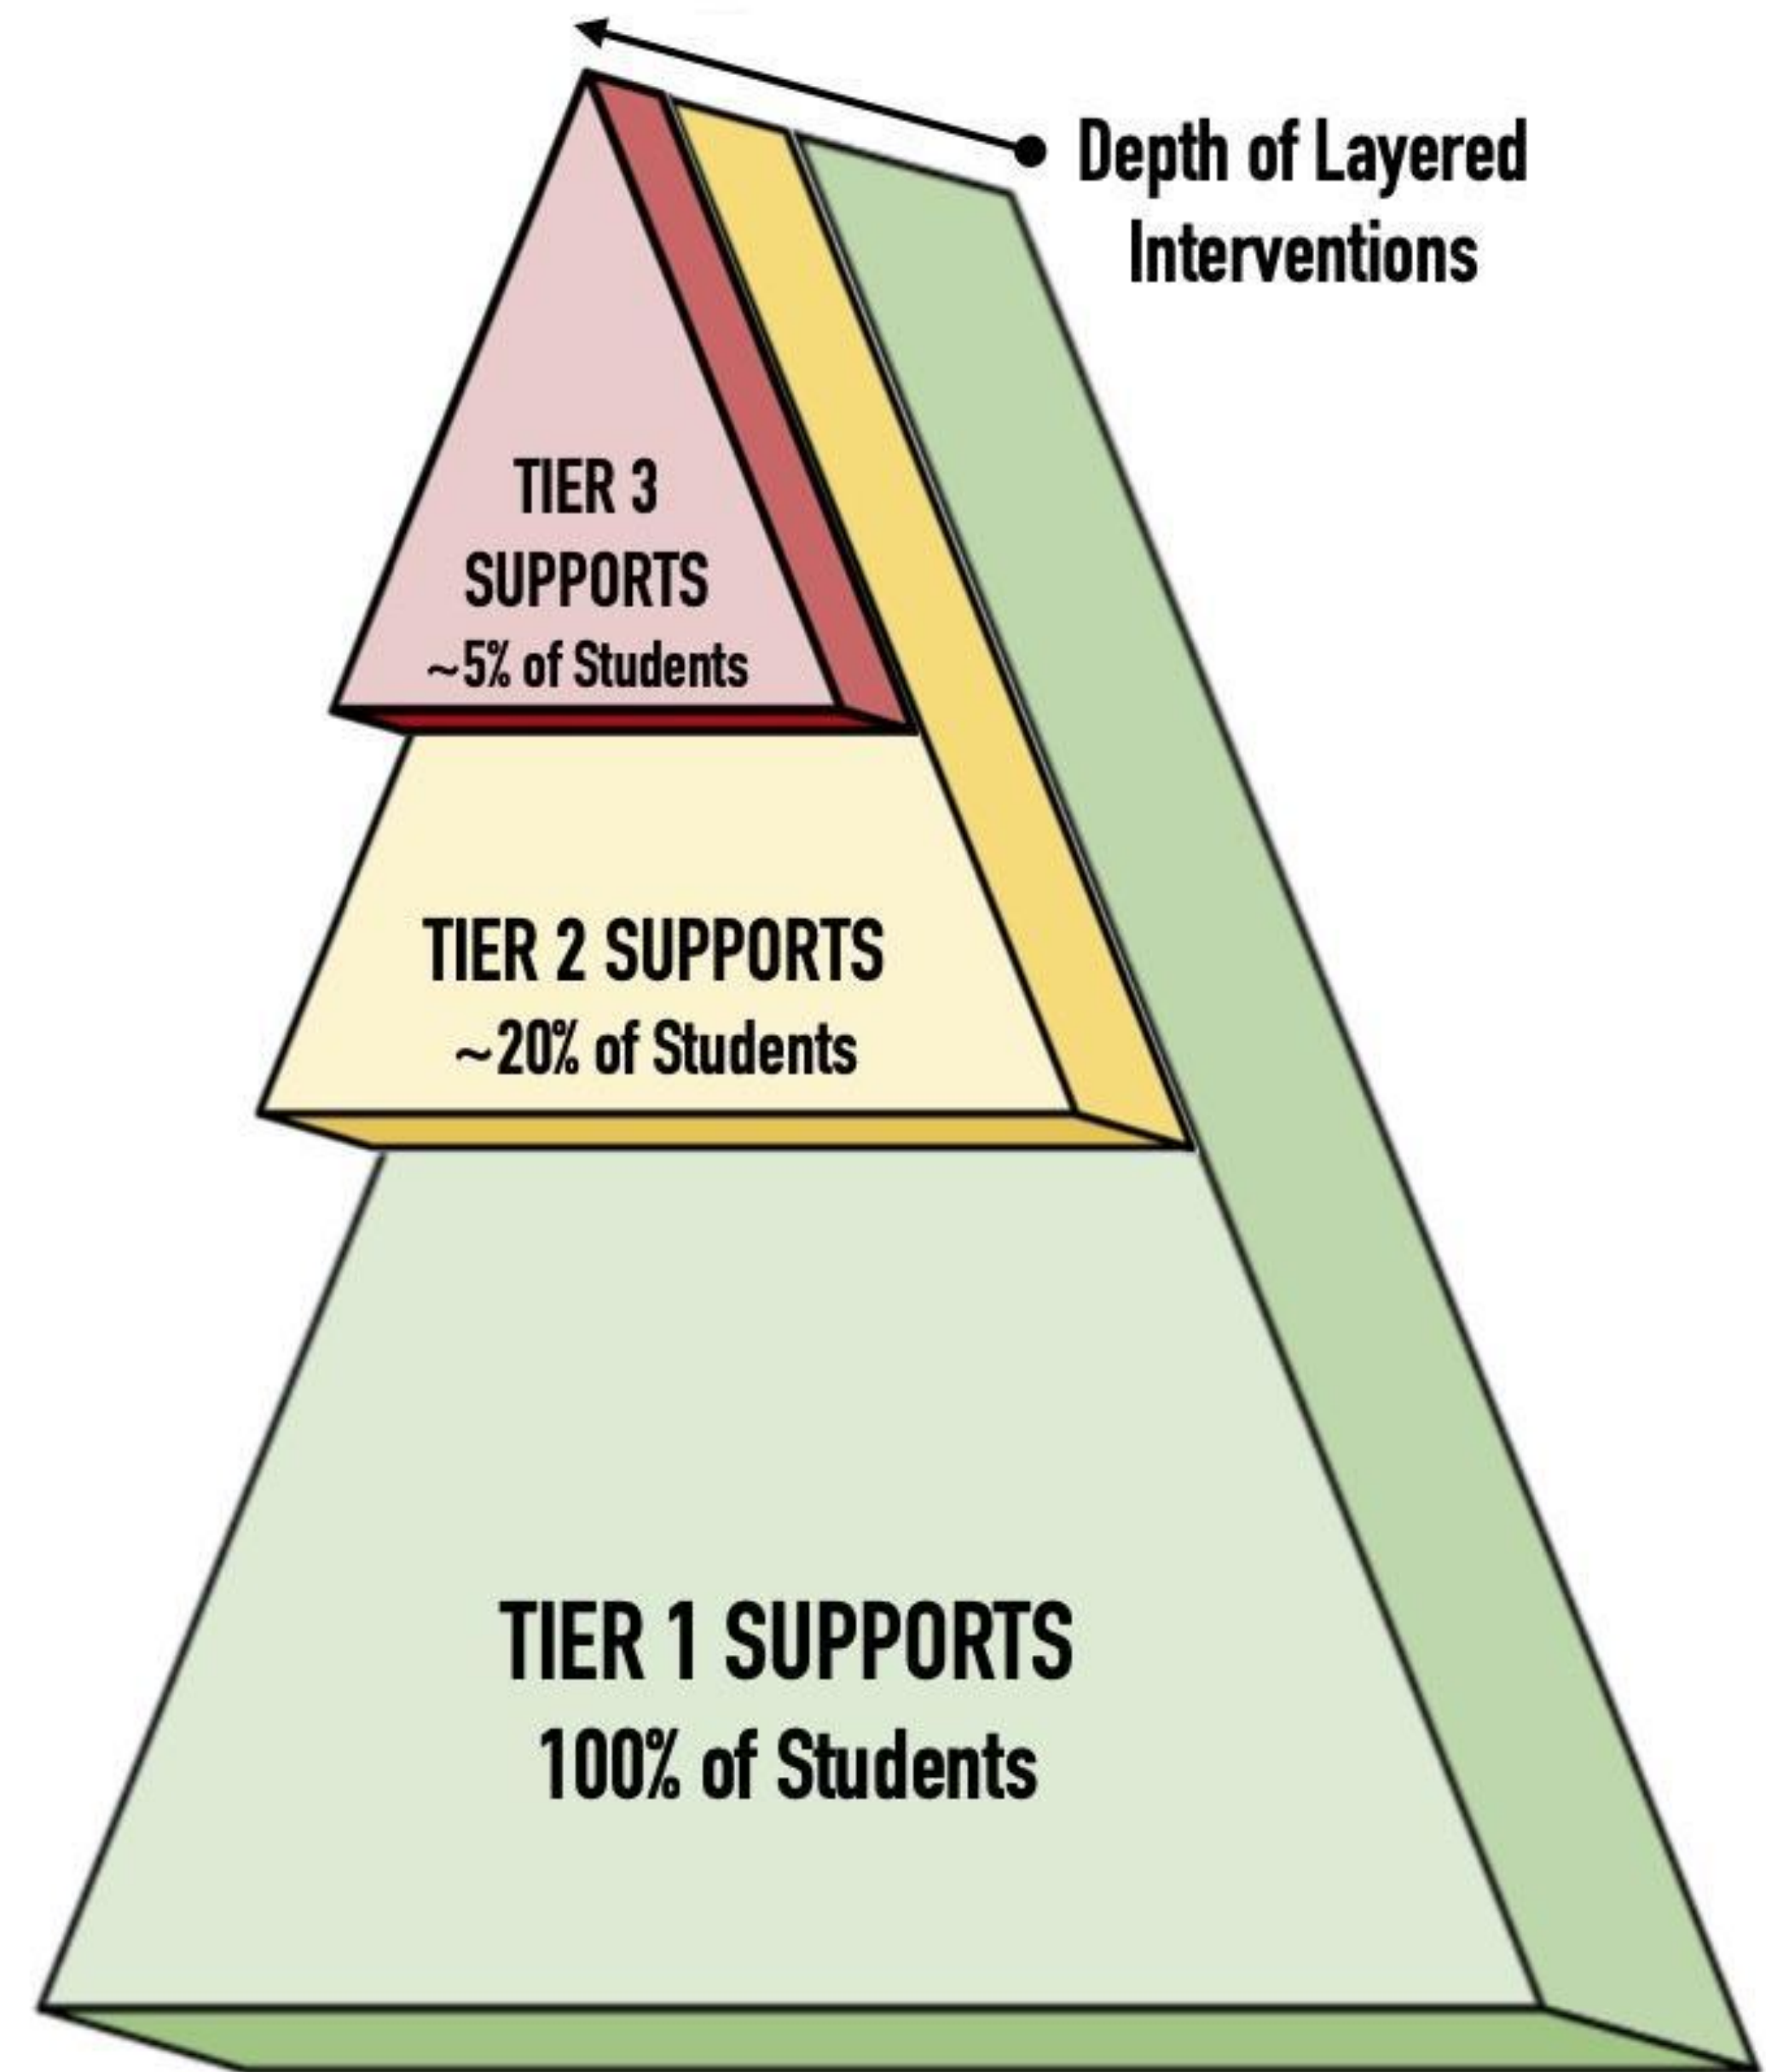 Depth of Layered
Interventions
TIER 3
SUPPORTS
~5% of Students
TIER 2 SUPPORTS
~20% of Students
TIER 1 SUPPORTS
100% of Students